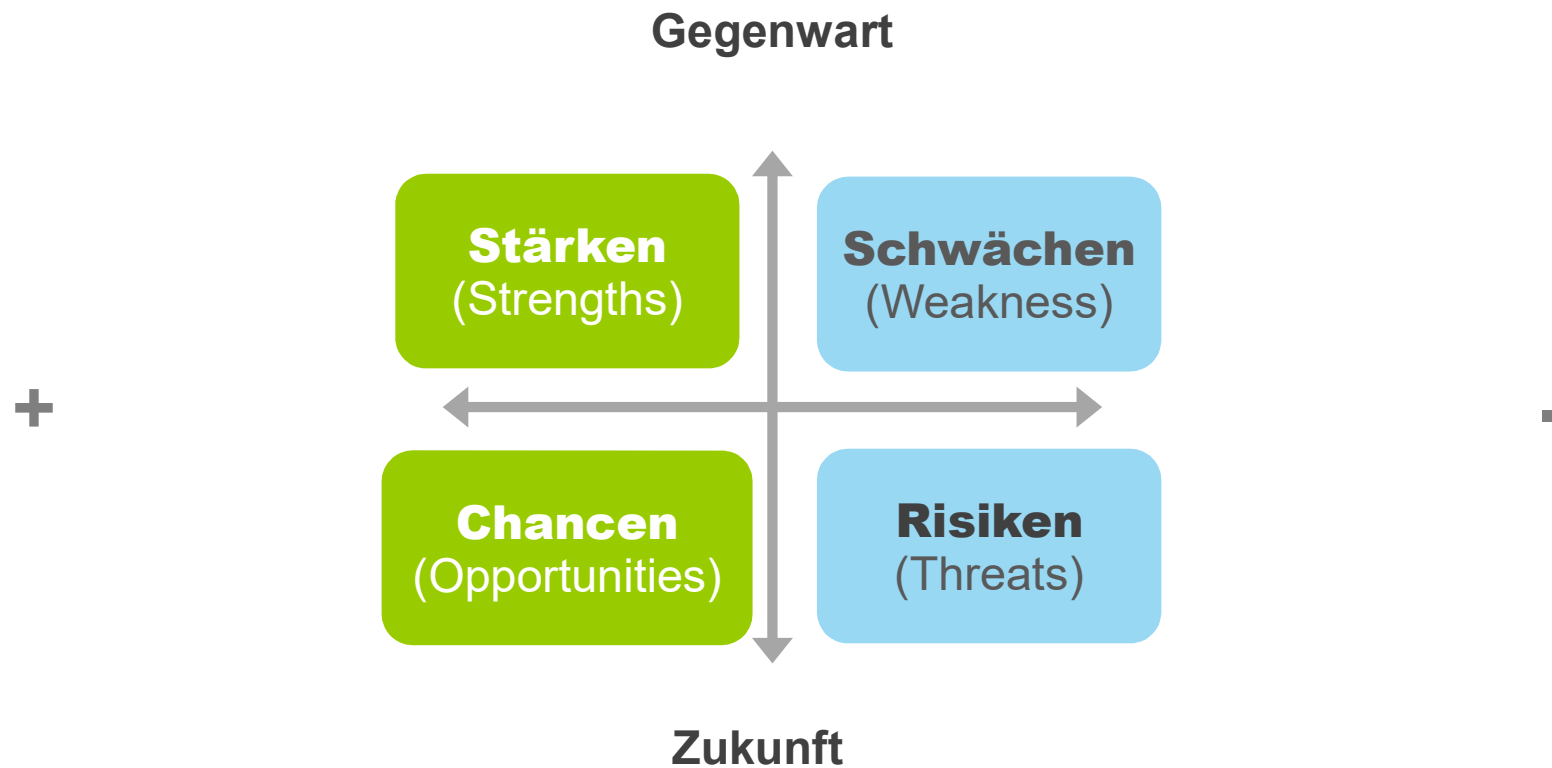 Gegenwart
Stärken
(Strengths)
Schwächen
(Weakness)
+
-
Chancen
(Opportunities)
Risiken
(Threats)
Zukunft